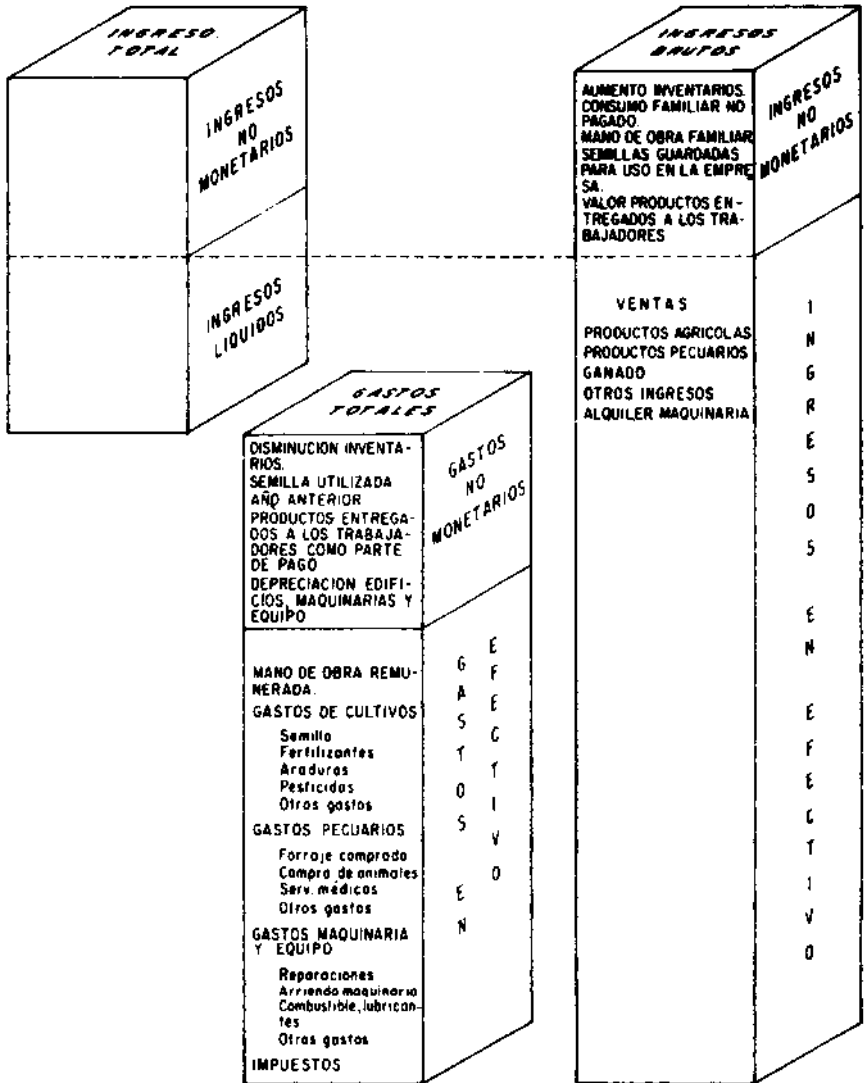 INGRESO
TOTAL
INGRESOS
NO
MONETARIOS
INGRESOS
LIQUIDOS
GASTOS
TOTALES
DISMINUCION INVENTA-
RIOS.
SEMILLA UTILIZADA
AÑO ANTERIOR
PRODUCTOS ENTREGA-
DOS A LOS TRABAJA-
DORES COMO PARTE
DE PAGO
DEPRECIACION EDIFI-
CIOS, MAQUINARIAS Y
EQUIPO
GASTOS
NO
MONETARIOS
MANO DE OBRA REMU-
NERADA.
GASTOS DE CULTIVOS
Semilla
Fertilizantes
Araduras
Pesticidas
Otros gastos
GASTOS PECUARIOS
Forraje comprado
Compra de animales
Serv. médicos
Otros gastos
GASTOS MAQUINARIA
Y EQUIPO
Reparaciones
Arriendo maquinaria
Combustible, lubrican-
tes
Otros gastos
IMPUESTOS
GASTOS EN
EFECTIVO
INGRESOS
BRUTOS
AUMENTO INVENTARIOS.
CONSUMO FAMILIAR NO
PAGADO.
MANO DE OBRA FAMILIAR
SEMILLAS GUARDADAS
PARA USO EN LA EMPRE
SA.
VALOR PRODUCTOS EN-
TREGADOS A LOS TRA-
BAJADORES
INGRESOS
NO
MONETARIOS
VENTAS
PRODUCTOS AGRICOLAS
PRODUCTOS PECUARIOS
GANADO
OTROS INGRESOS
ALQUILER MAQUINARIA
INGRESOS EN EFECTIVO